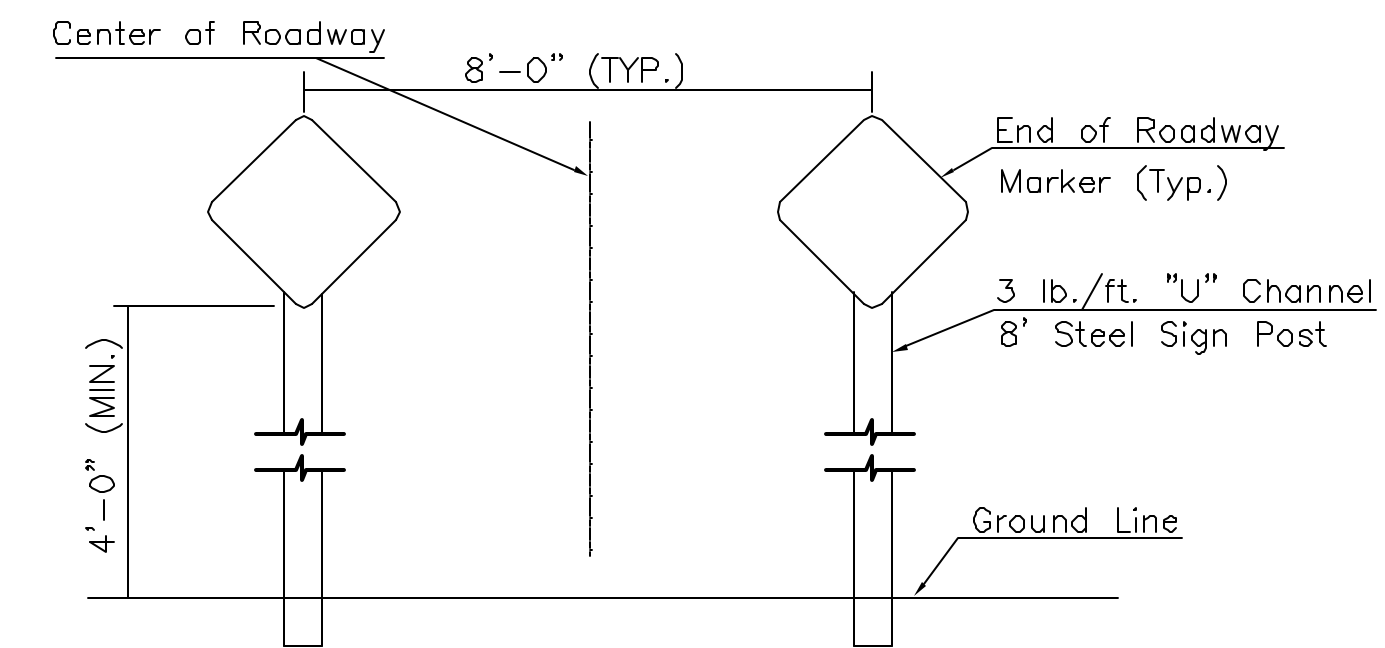 Center of Roadway
8'-0" (TYP.)
End of Roadway
Marker (Typ.)
3 lb./ft. "U" Channel
8' Steel Sign Post
4'-0" (MIN.)
Ground Line